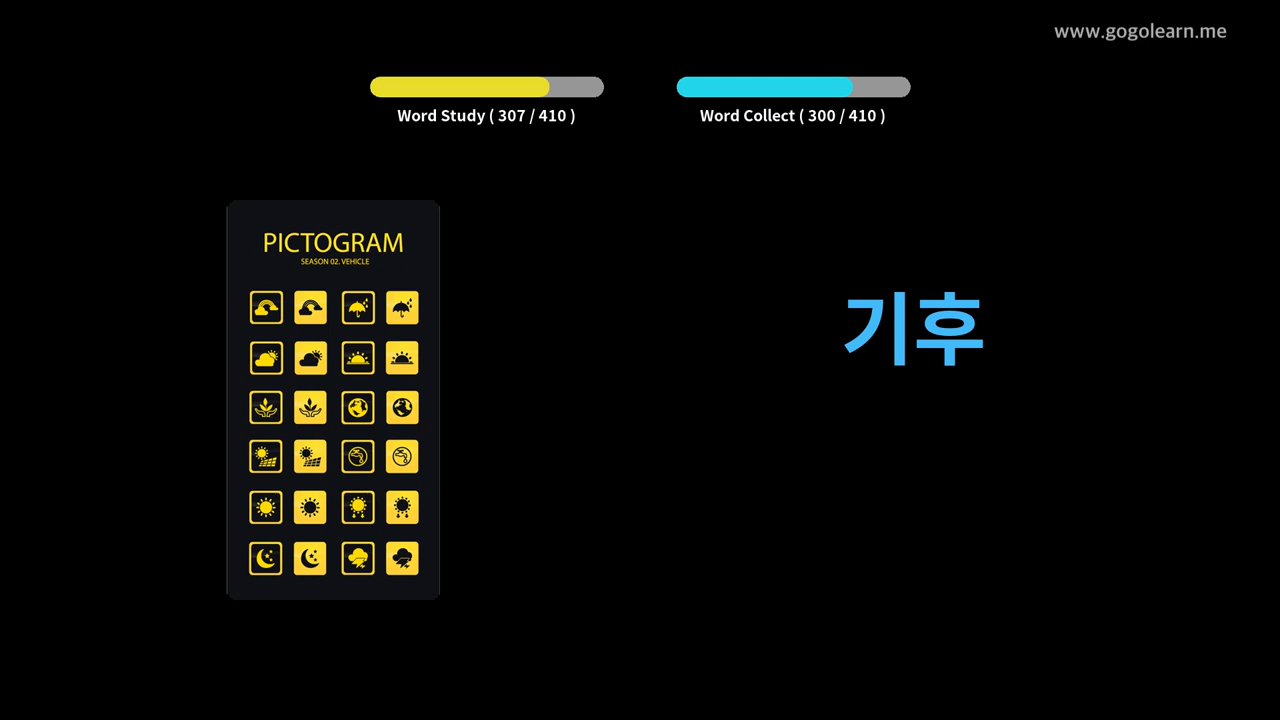 www.gogolearn.me
Word Study ( 307 / 410 )
Word Collect ( 300 / 410 )
PICTOGRAM
SEASON 02. VEHICLE
기후